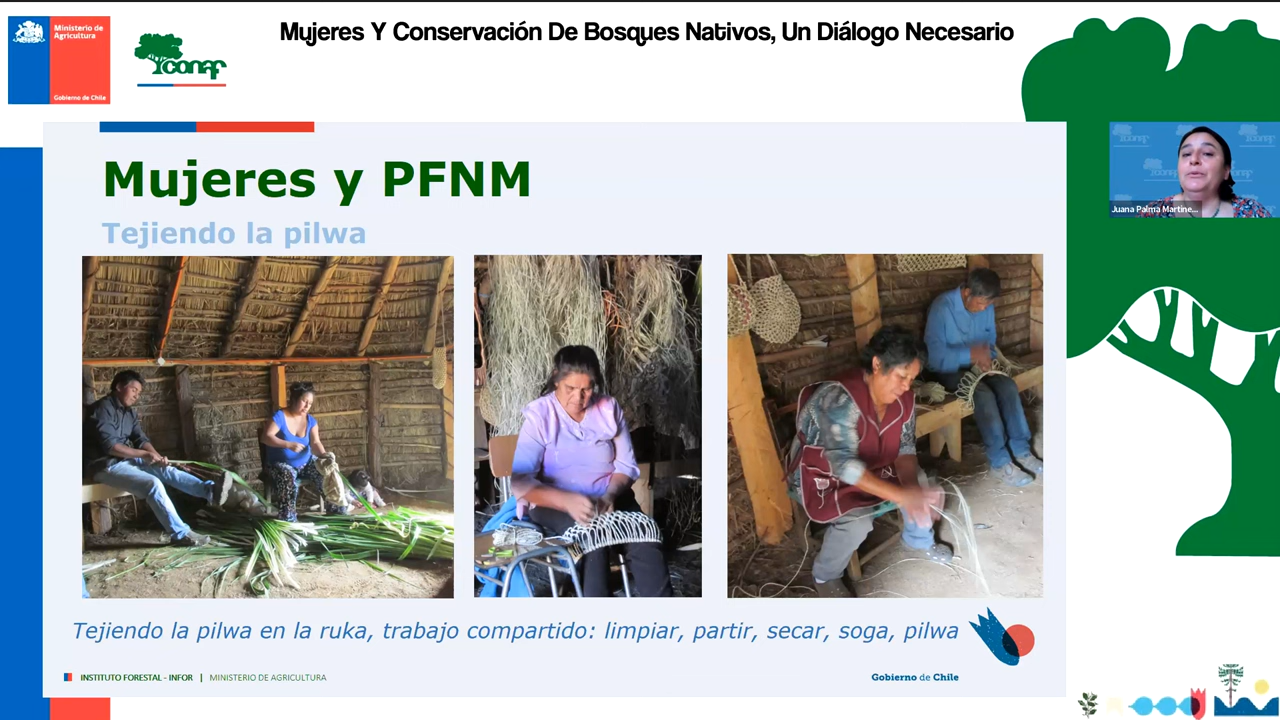 Mujeres Y Conservación De Bosques Nativos, Un Diálogo Necesario
Ministerio de
Agricultura
Gobierno de Chile
conaf
Mujeres y PFNM
Tejiendo la pilwa
Juana Palma Martíne...
Tejiendo la pilwa en la ruka, trabajo compartido: limpiar, partir, secar, soga, pilwa
INSTITUTO FORESTAL - INFOR | MINISTERIO DE AGRICULTURA
Gobierno de Chile